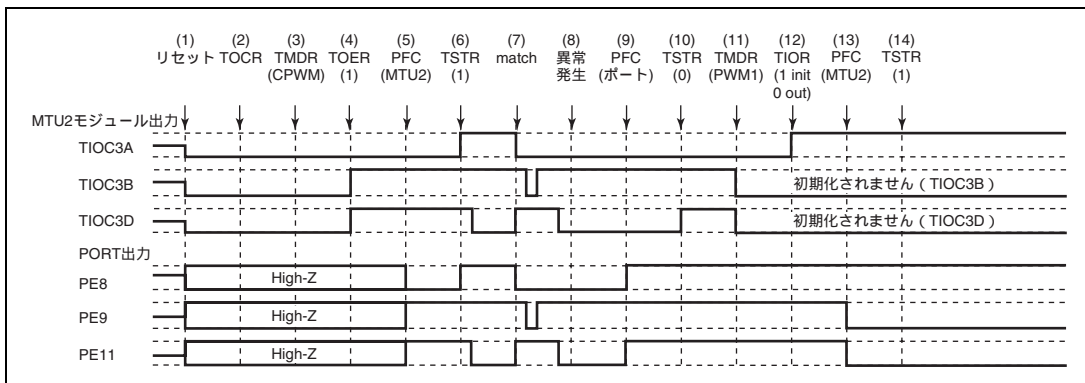 (1) (2) (3) (4) (5) (6) (7) (8) (9) (10) (11) (12) (13) (14)
リセット TOCR TMDR TOER PFC TSTR match 異常 PFC TSTR TMDR TIOR PFC TSTR
(CPWM) (1) (MTU2) (1) 発生 (ポート) (0) (PWM1) (1 init (MTU2) (1)
0 out)
MTU2モジュール出力
TIOC3A
TIOC3B 初期化されません（TIOC3B）
TIOC3D 初期化されません（TIOC3D）
PORT出力
PE8 High-Z
PE9 High-Z
PE11 High-Z